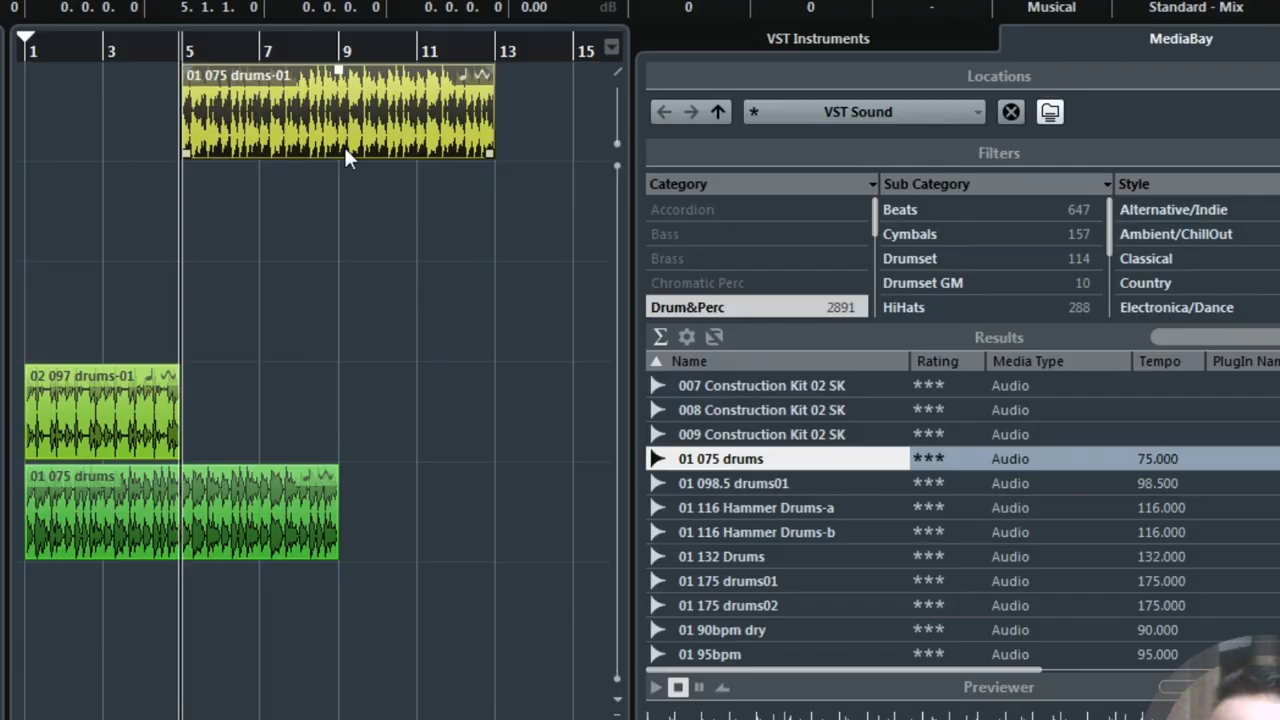 0 0. 0. 0. 0 5. 1. 1. 0 0. 0. 0. 0 0. 0. 0. 0 0.00 dB 0 0 - Musical Standard - Mix
VST Instruments MediaBay
1 3 5 7 9 11 13 15
01 075 drums-01
Locations
* VST Sound
Filters
Category Sub Category Style
Accordion Beats 647 Alternative/Indie
Bass Cymbals 157 Ambient/ChillOut
Brass Drumset 114 Classical
Chromatic Perc Drumset GM 10 Country
Drum&Perc 2891 HiHats 288 Electronica/Dance
Results
Name Rating Media Type Tempo PlugIn Nam
007 Construction Kit 02 SK *** Audio
008 Construction Kit 02 SK *** Audio
009 Construction Kit 02 SK *** Audio
01 075 drums *** Audio 75.000
01 098.5 drums01 *** Audio 98.500
01 116 Hammer Drums-a *** Audio 116.000
01 116 Hammer Drums-b *** Audio 116.000
01 132 Drums *** Audio 132.000
01 175 drums01 *** Audio 175.000
01 175 drums02 *** Audio 175.000
01 90bpm dry *** Audio 90.000
01 95bpm *** Audio 95.000
Previewer
02 097 drums-01
01 075 drums